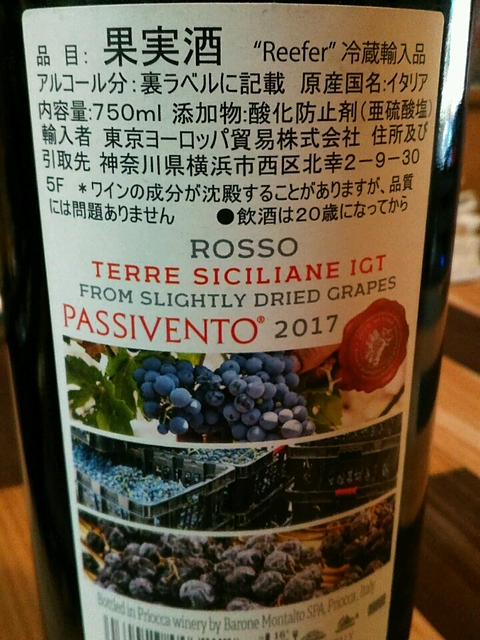 品 目: 果実酒 "Reefer" 冷蔵輸入品
アルコール分:裏ラベルに記載 原産国名:イタリア
内容量:750ml 添加物:酸化防止剤(亜硫酸塩)
輸入者 東京ヨーロッパ貿易株式会社 住所及び
引取先 神奈川県横浜市西区北幸2-9-30
5F *ワインの成分が沈殿することがありますが、品質
には問題ありません ●飲酒は20歳になってから
ROSSO
TERRE SICILIANE IGT
FROM SLIGHTLY DRIED GRAPES
PASSIVENTO® 2017
Bottled in Priocca winery by Barone Montalto SPA, Priocca, Italy